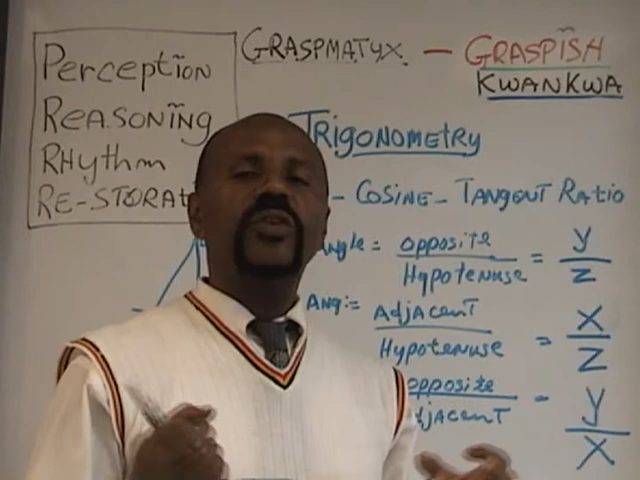 GRASPMATYX. — GRASPISH
KWANKWA
Perception
REASONING
RHythm
RE-STORAT
TRIGONOMETRY
- COSINE - TANGENT RATIO
Angle = opposite / Hypotenuse = y / z
Ang:= Adjacent / Hypotenuse = X / Z
opposite / djacent - y / X